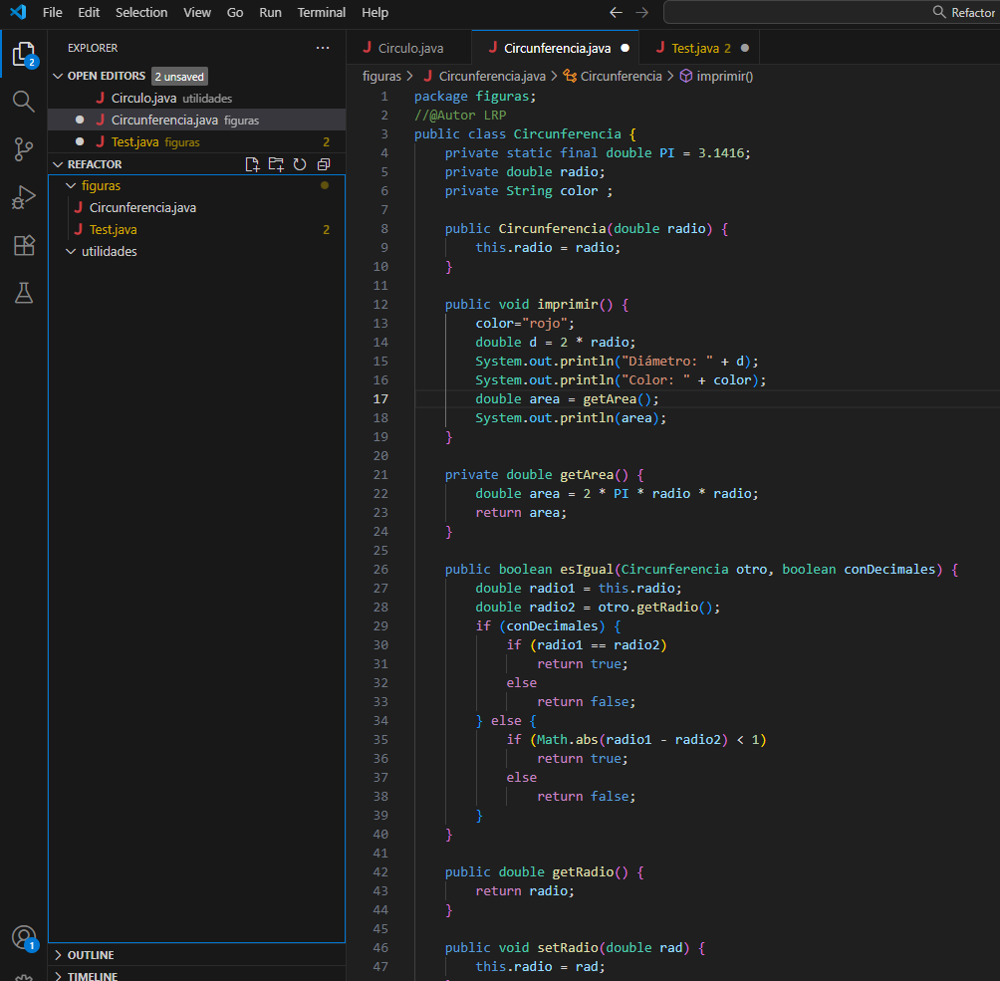 File Edit Selection View Go Run Terminal Help Refactor
EXPLORER
OPEN EDITORS 2 unsaved
Circulo.java utilidades
Circunferencia.java figuras
Test.java figuras 2
REFACTOR
figuras
Circunferencia.java
Test.java 2
utilidades
OUTLINE
TIMELINE
2
1
Circulo.java Circunferencia.java Test.java 2
figuras > Circunferencia.java > Circunferencia > imprimir()
1 package figuras;
2 //@Autor LRP
3 public class Circunferencia {
4 private static final double PI = 3.1416;
5 private double radio;
6 private String color ;
7
8 public Circunferencia(double radio) {
9 this.radio = radio;
10 }
11
12 public void imprimir() {
13 color="rojo";
14 double d = 2 * radio;
15 System.out.println("Diámetro: " + d);
16 System.out.println("Color: " + color);
17 double area = getArea();
18 System.out.println(area);
19 }
20
21 private double getArea() {
22 double area = 2 * PI * radio * radio;
23 return area;
24 }
25
26 public boolean esIgual(Circunferencia otro, boolean conDecimales) {
27 double radio1 = this.radio;
28 double radio2 = otro.getRadio();
29 if (conDecimales) {
30 if (radio1 == radio2)
31 return true;
32 else
33 return false;
34 } else {
35 if (Math.abs(radio1 - radio2) < 1)
36 return true;
37 else
38 return false;
39 }
40 }
41
42 public double getRadio() {
43 return radio;
44 }
45
46 public void setRadio(double rad) {
47 this.radio = rad;